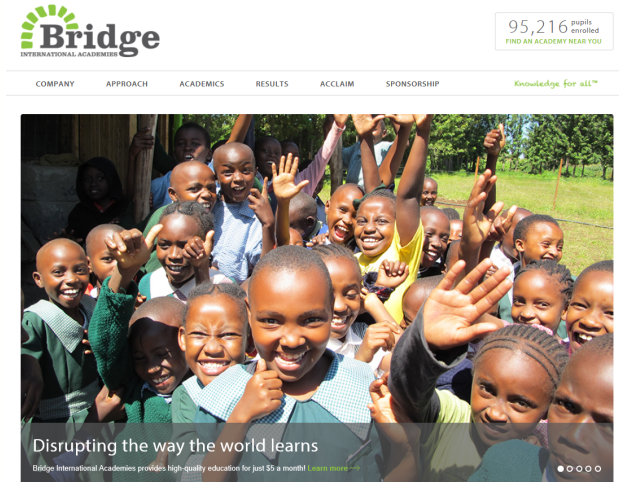 Bridge
INTERNATIONAL ACADEMIES
95,216 pupils enrolled
FIND AN ACADEMY NEAR YOU
COMPANY APPROACH ACADEMICS RESULTS ACCLAIM SPONSORSHIP Knowledge for all™
Disrupting the way the world learns
Bridge International Academies provides high-quality education for just $5 a month! Learn more -->